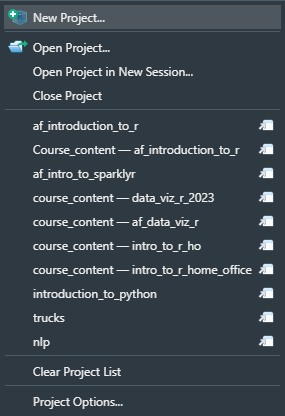 New Project...
Open Project...
Open Project in New Session...
Close Project
af_introduction_to_r
Course_content — af_introduction_to_r
af_intro_to_sparklyr
course_content — data_viz_r_2023
course_content — af_data_viz_r
course_content — intro_to_r_ho
course_content — intro_to_r_home_office
introduction_to_python
trucks
nlp
Clear Project List
Project Options...